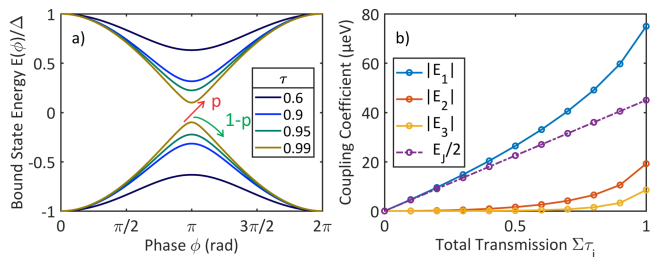 a)
Bound State Energy E(ϕ)/Δ
1
0.5
0
-0.5
-1
0
π/2
π
3π/2
2π
Phase ϕ (rad)
p
1-p
τ
0.6
0.9
0.95
0.99
b)
Coupling Coefficient (μeV)
80
60
40
20
0
0
0.5
1
Total Transmission Στᵢ
|E₁|
|E₂|
|E₃|
E_J/2